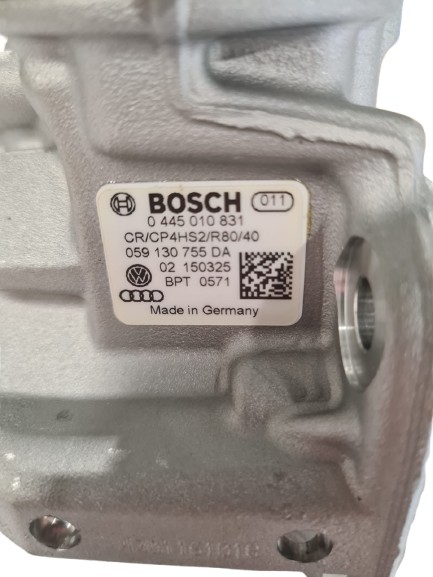 BOSCH 011
0 445 010 831
CR/CP4HS2/R80/40
059 130 755 DA
02 150325
BPT 0571
Made in Germany